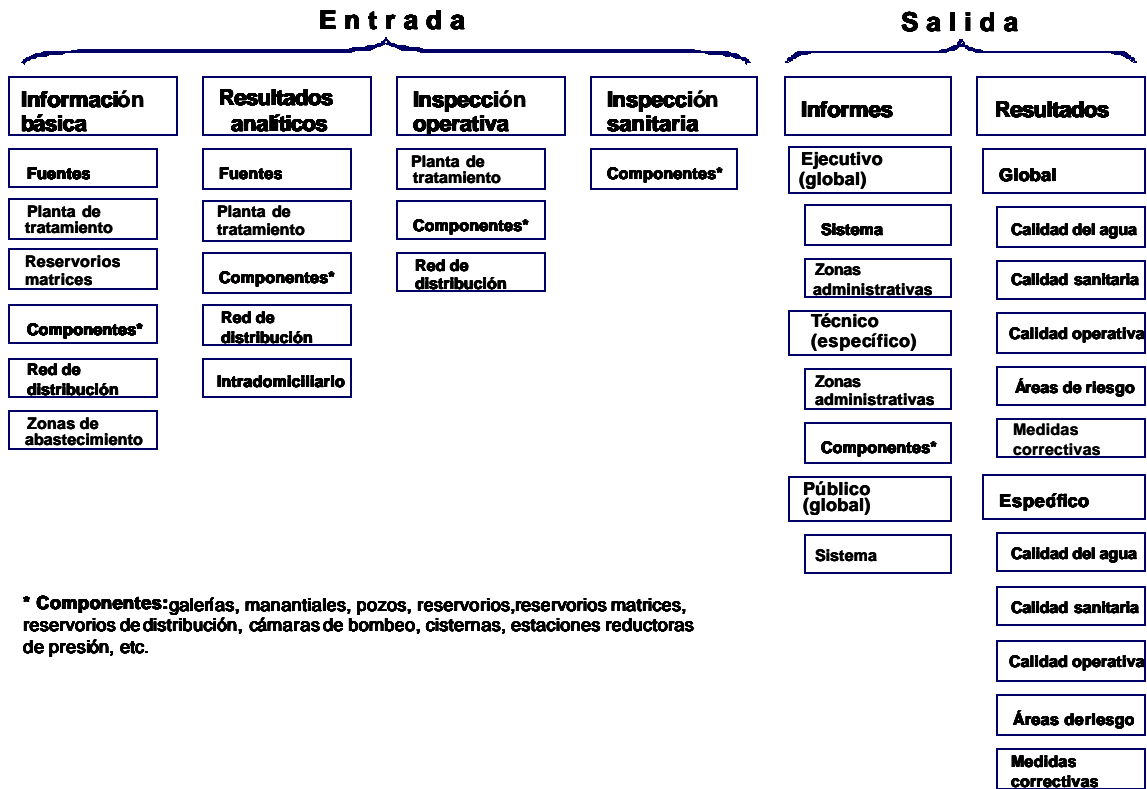 Entrada
Salida
Información
básica
Fuentes
Planta de
tratamiento
Reservorios
matrices
Componentes*
Red de
distribución
Zonas de
abastecimiento
Resultados
analíticos
Fuentes
Planta de
tratamiento
Componentes*
Red de
distribución
Intradomiciliario
Inspección
operativa
Planta de
tratamiento
Componentes*
Red de
distribución
Inspección
sanitaria
Componentes*
Informes
Ejecutivo
(global)
Sistema
Zonas
administrativas
Técnico
(específico)
Zonas
administrativas
Componentes*
Público
(global)
Sistema
Resultados
Global
Calidad del agua
Calidad sanitaria
Calidad operativa
Áreas de riesgo
Medidas
correctivas
Específico
Calidad del agua
Calidad sanitaria
Calidad operativa
Áreas de riesgo
Medidas
correctivas
* Componentes: galerías, manantiales, pozos, reservorios,reservorios matrices,
reservorios de distribución, cámaras de bombeo, cisternas, estaciones reductoras
de presión, etc.